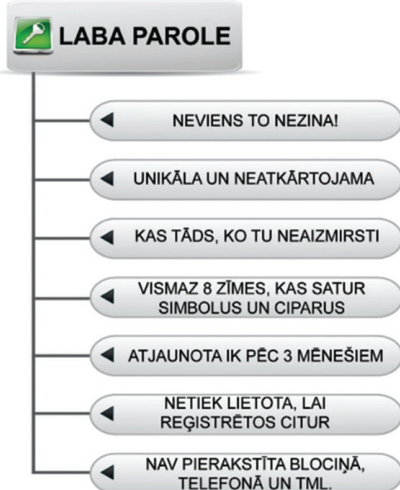 LABA PAROLE
NEVIENS TO NEZINA!
UNIKĀLA UN NEATKĀRTOJAMA
KAS TĀDS, KO TU NEAIZMIRSTI
VISMAZ 8 ZĪMES, KAS SATUR
SIMBOLUS UN CIPARUS
ATJAUNOTA IK PĒC 3 MĒNEŠIEM
NETIEK LIETOTA, LAI
REĢISTRĒTOS CITUR
NAV PIERAKSTĪTA BLOCIŅĀ,
TELEFONĀ UN TML.